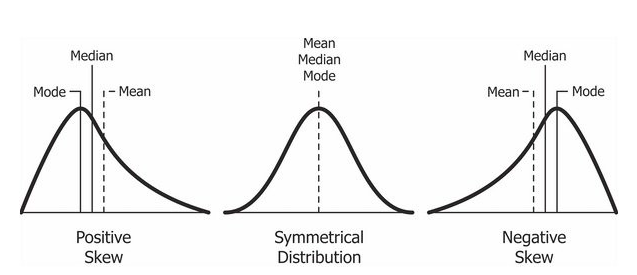 Median
Mode
Mean
Positive
Skew
Mean
Median
Mode
Symmetrical
Distribution
Median
Mean
Mode
Negative
Skew